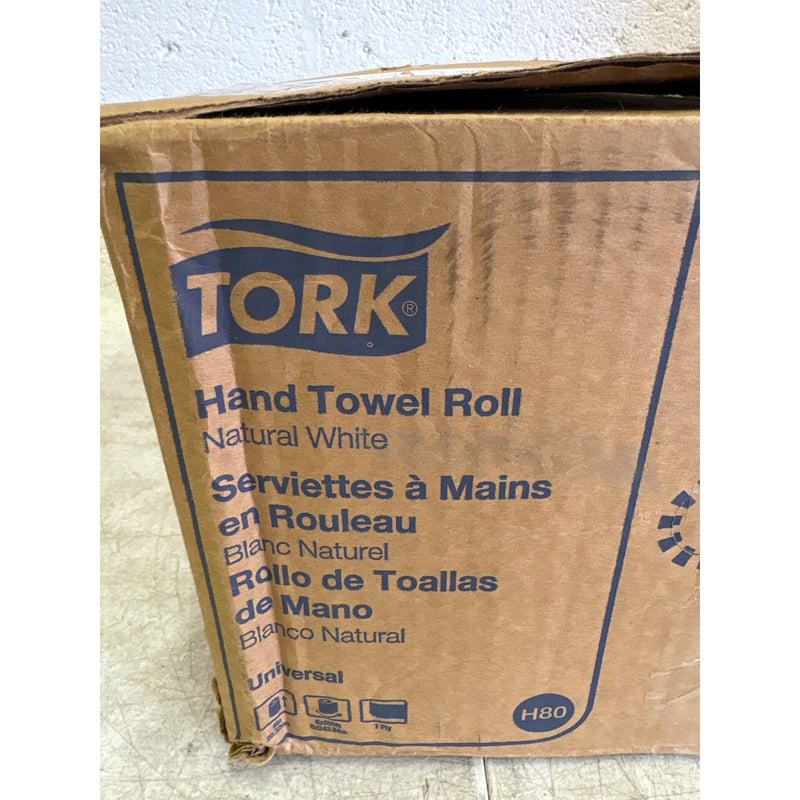 TORK®
Hand Towel Roll
Natural White
Serviettes à Mains
en Rouleau
Blanc Naturel
Rollo de Toallas
de Mano
Blanco Natural
Universal
1 Ply
H80